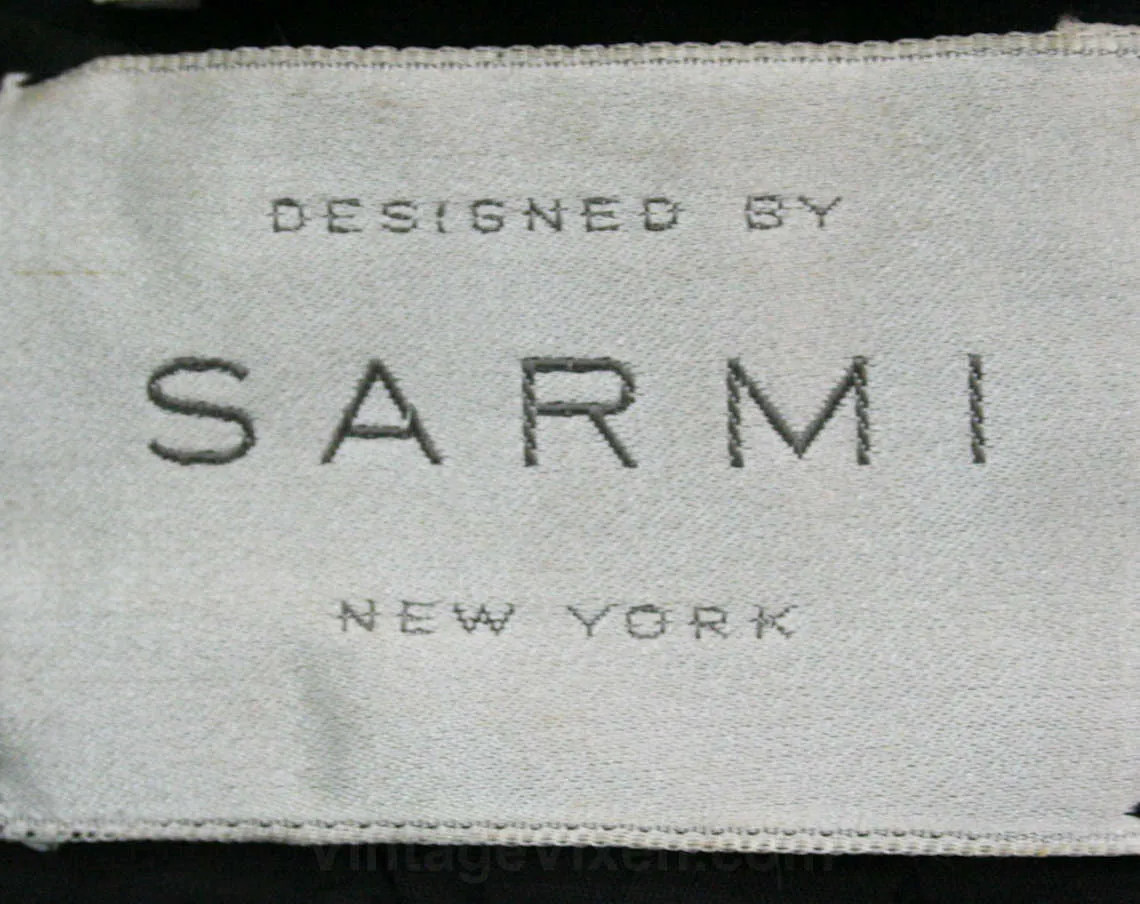 DESIGNED BY
SARMI
NEW YORK
vintagevixen.com